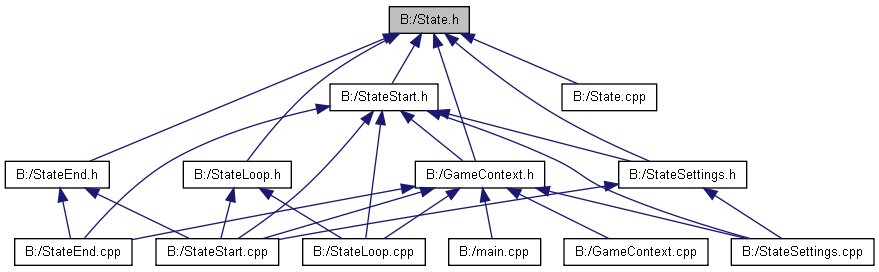 B:/State.h
B:/StateStart.h
B:/State.cpp
B:/StateEnd.h
B:/StateLoop.h
B:/GameContext.h
B:/StateSettings.h
B:/StateEnd.cpp
B:/StateStart.cpp
B:/StateLoop.cpp
B:/main.cpp
B:/GameContext.cpp
B:/StateSettings.cpp